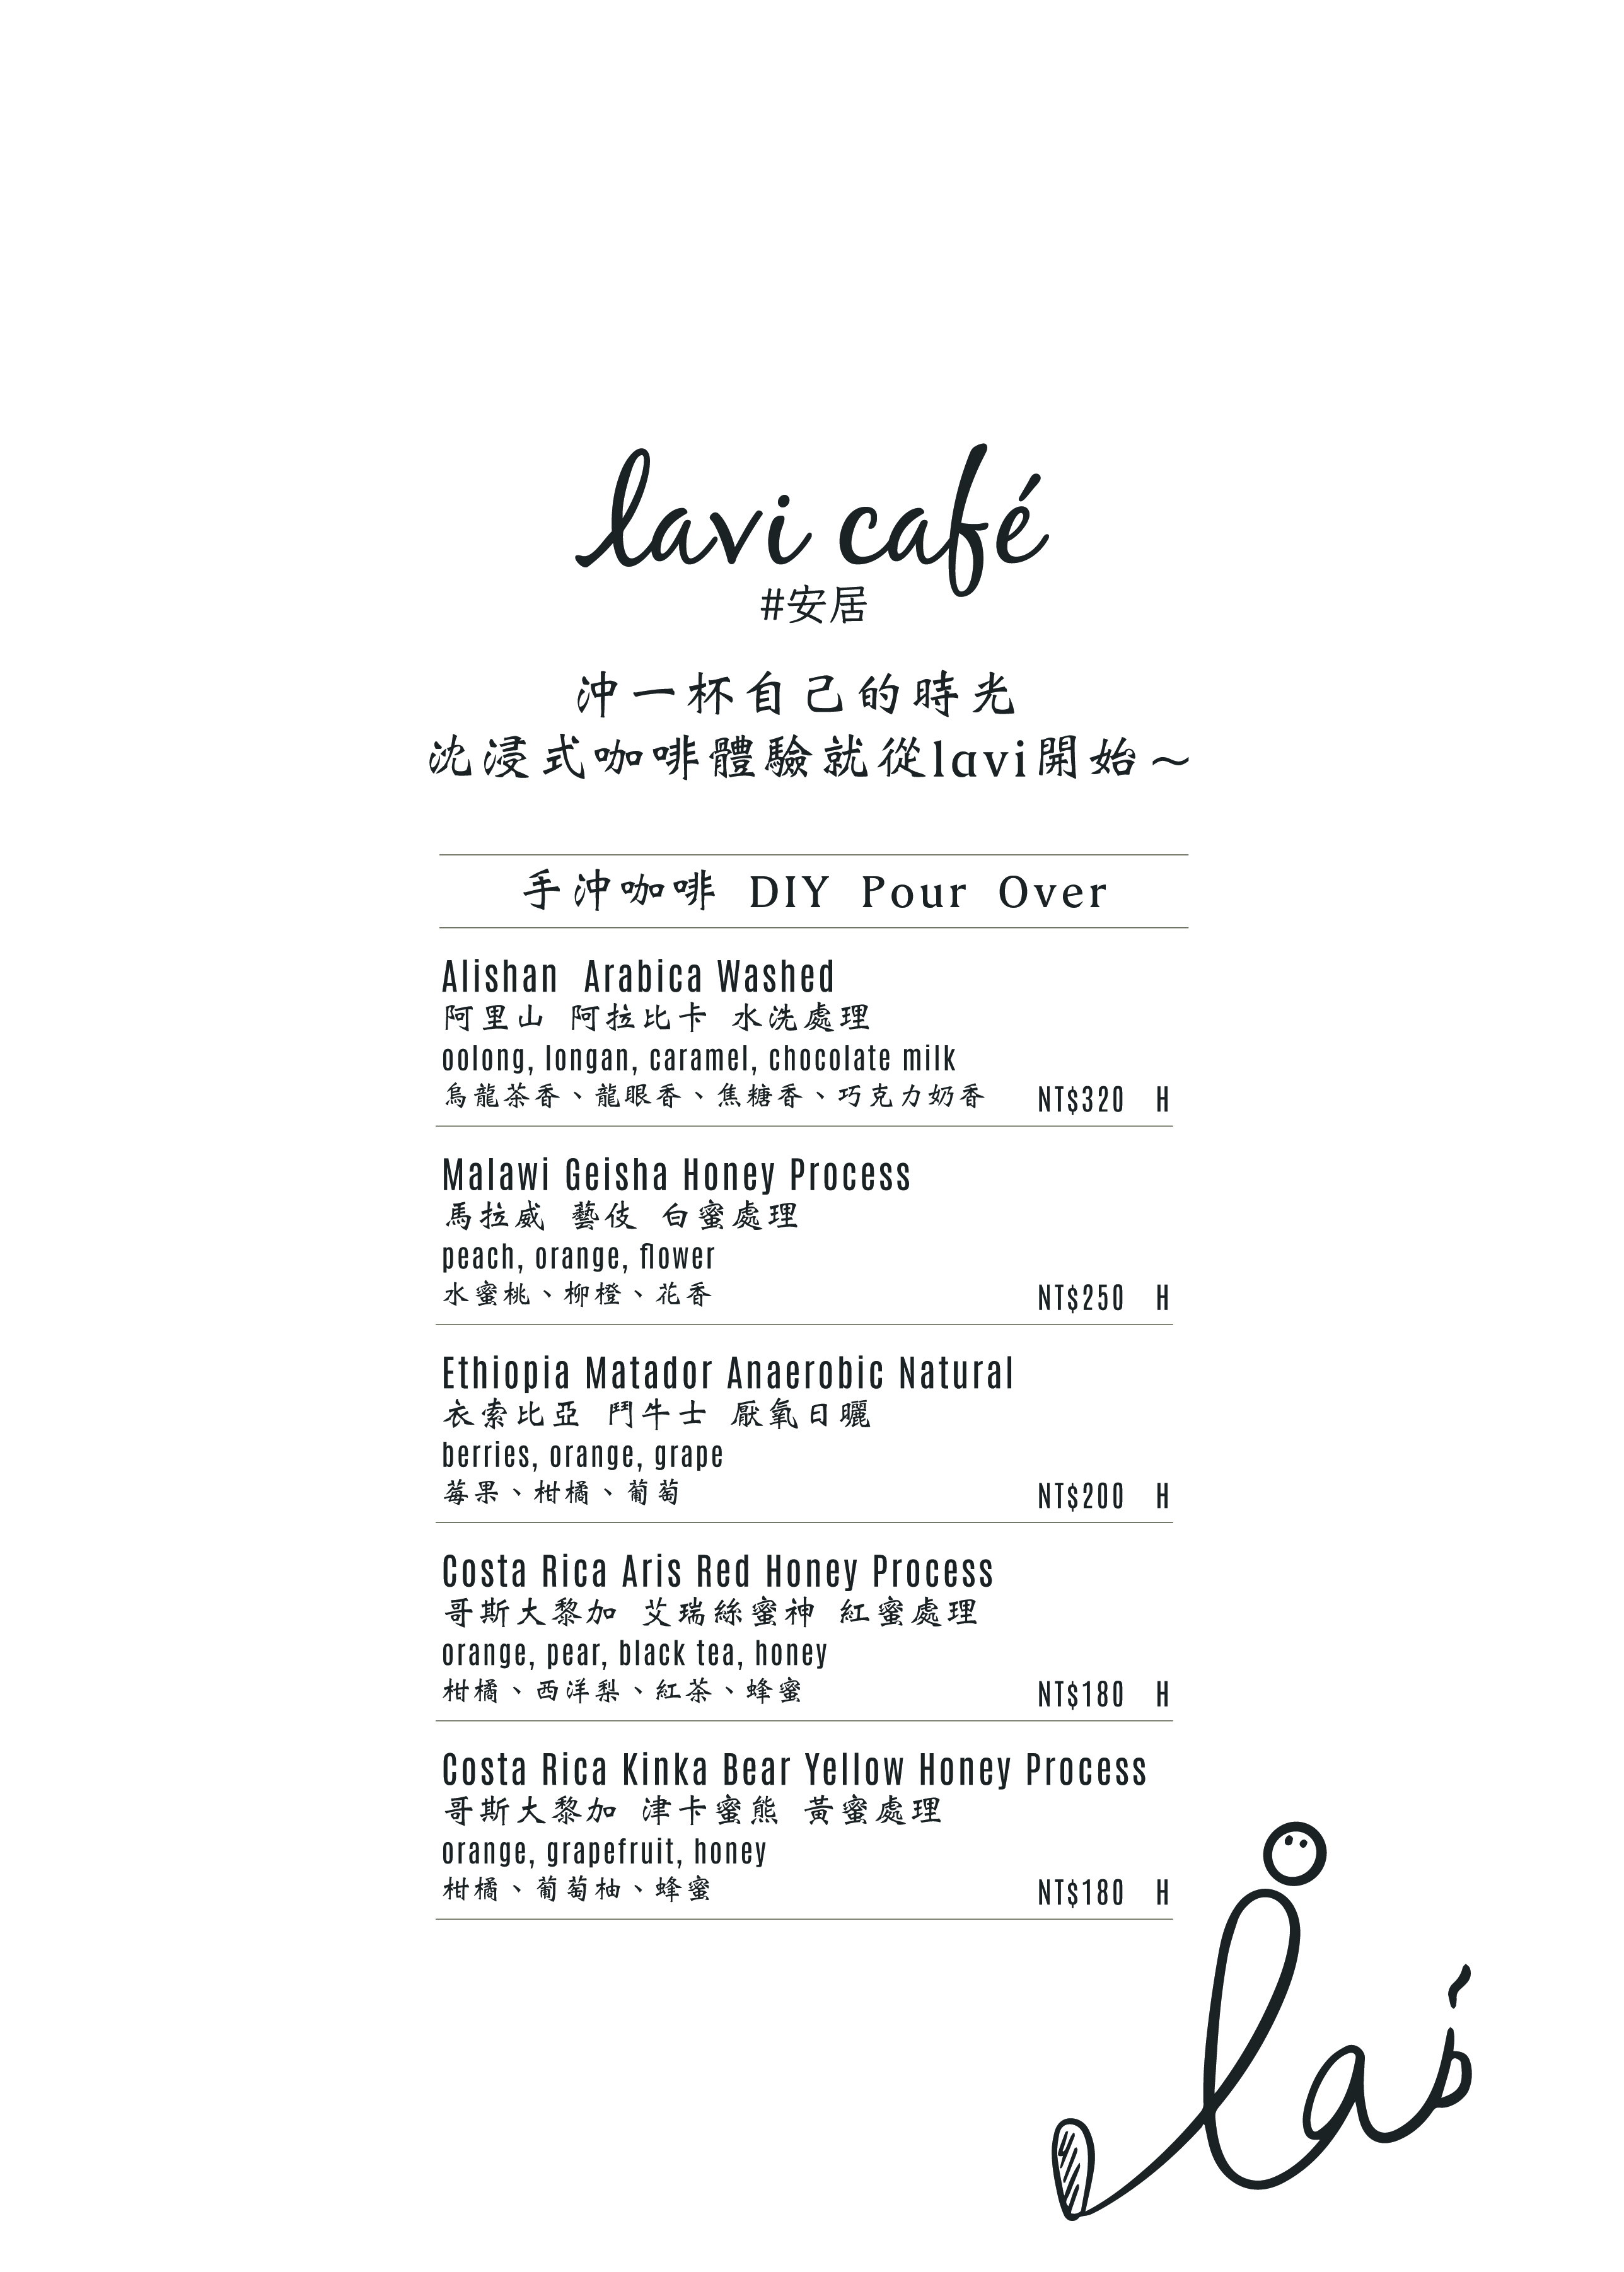 lavi café
#安居
沖一杯自己的時光
沈浸式咖啡體驗就從lavi開始～
手沖咖啡 DIY Pour Over
Alishan Arabica Washed
阿里山 阿拉比卡 水洗處理
oolong, longan, caramel, chocolate milk
烏龍茶香、龍眼香、焦糖香、巧克力奶香 NT$320 H
Malawi Geisha Honey Process
馬拉威 藝伎 白蜜處理
peach, orange, flower
水蜜桃、柳橙、花香 NT$250 H
Ethiopia Matador Anaerobic Natural
衣索比亞 鬥牛士 厭氧日曬
berries, orange, grape
莓果、柑橘、葡萄 NT$200 H
Costa Rica Aris Red Honey Process
哥斯大黎加 艾瑞絲蜜神 紅蜜處理
orange, pear, black tea, honey
柑橘、西洋梨、紅茶、蜂蜜 NT$180 H
Costa Rica Kinka Bear Yellow Honey Process
哥斯大黎加 津卡蜜熊 黃蜜處理
orange, grapefruit, honey
柑橘、葡萄柚、蜂蜜 NT$180 H